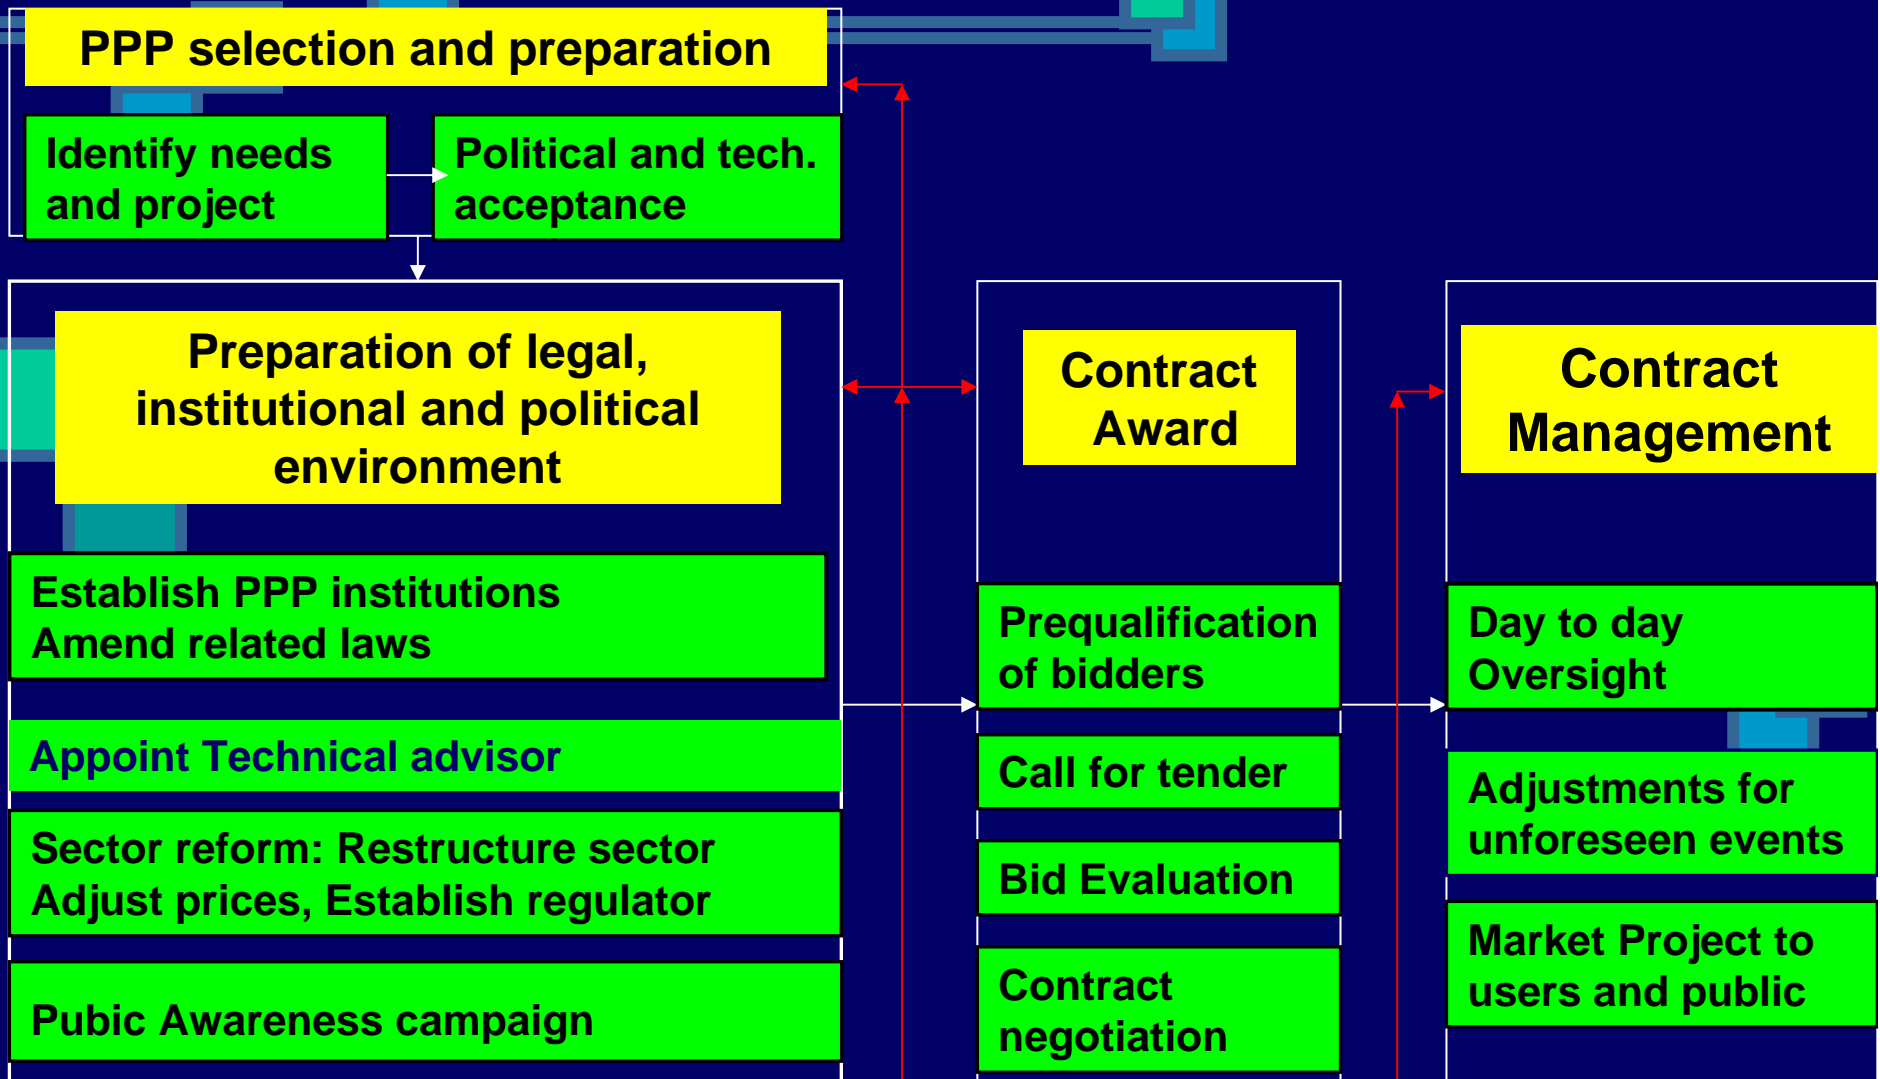 PPP selection and preparation
Identify needs
and project
Political and tech.
acceptance
Preparation of legal,
institutional and political
environment
Establish PPP institutions
Amend related laws
Appoint Technical advisor
Sector reform: Restructure sector
Adjust prices, Establish regulator
Pubic Awareness campaign
Contract
Award
Prequalification
of bidders
Call for tender
Bid Evaluation
Contract
negotiation
Contract
Management
Day to day
Oversight
Adjustments for
unforeseen events
Market Project to
users and public